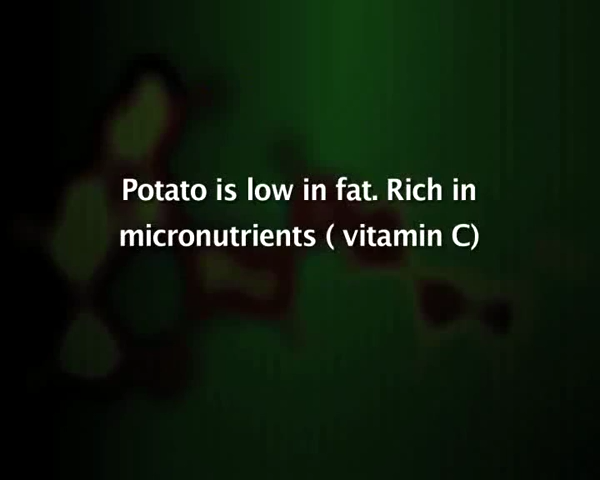 Potato is low in fat. Rich in
micronutrients ( vitamin C)